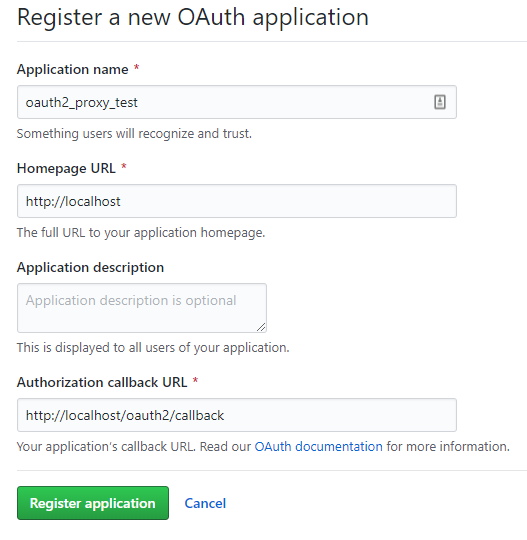 Register a new OAuth application
Application name *
oauth2_proxy_test
Something users will recognize and trust.
Homepage URL *
http://localhost
The full URL to your application homepage.
Application description
Application description is optional
This is displayed to all users of your application.
Authorization callback URL *
http://localhost/oauth2/callback
Your application's callback URL. Read our OAuth documentation for more information.
Register application Cancel